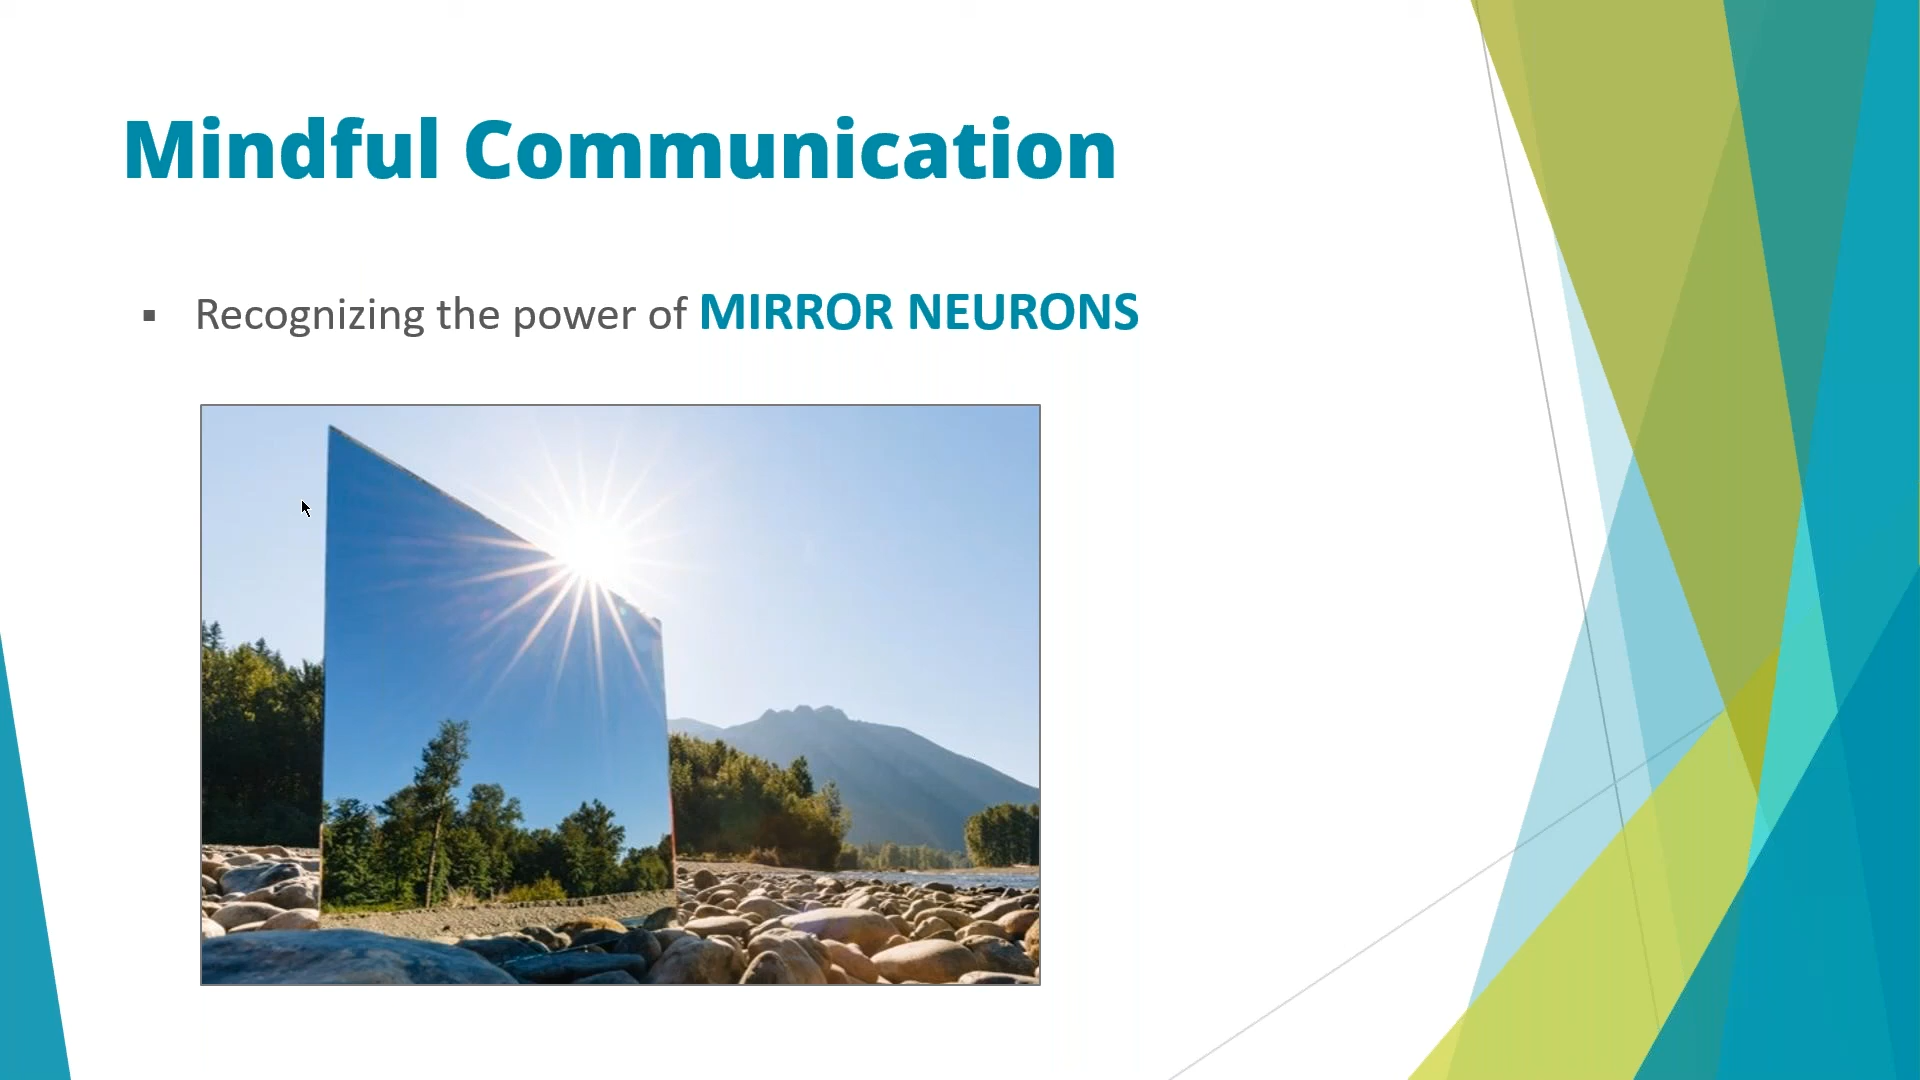 Mindful Communication
▪ Recognizing the power of MIRROR NEURONS